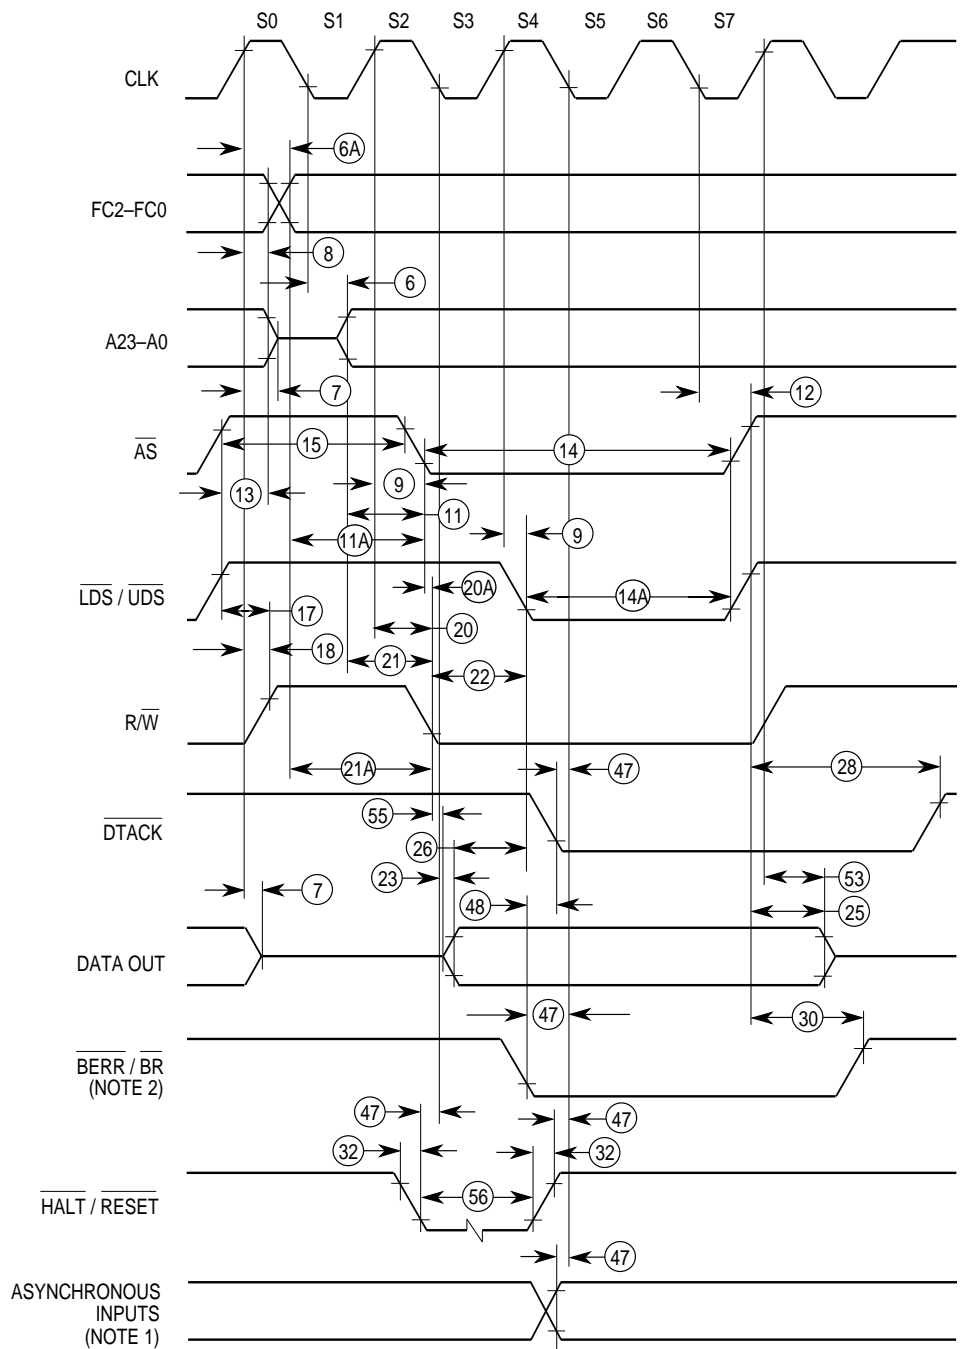 S0 S1 S2 S3 S4 S5 S6 S7
CLK
6A
FC2–FC0
8
6
A23–A0
7
12
AS
15
14
9
13
11
11A
9
LDS / UDS
20A
14A
17
20
18
21
22
R/W
21A
47
28
DTACK
55
26
23
53
7
48
25
DATA OUT
47
30
BERR / BR
(NOTE 2)
47
47
32
32
HALT / RESET
56
47
ASYNCHRONOUS
INPUTS
(NOTE 1)